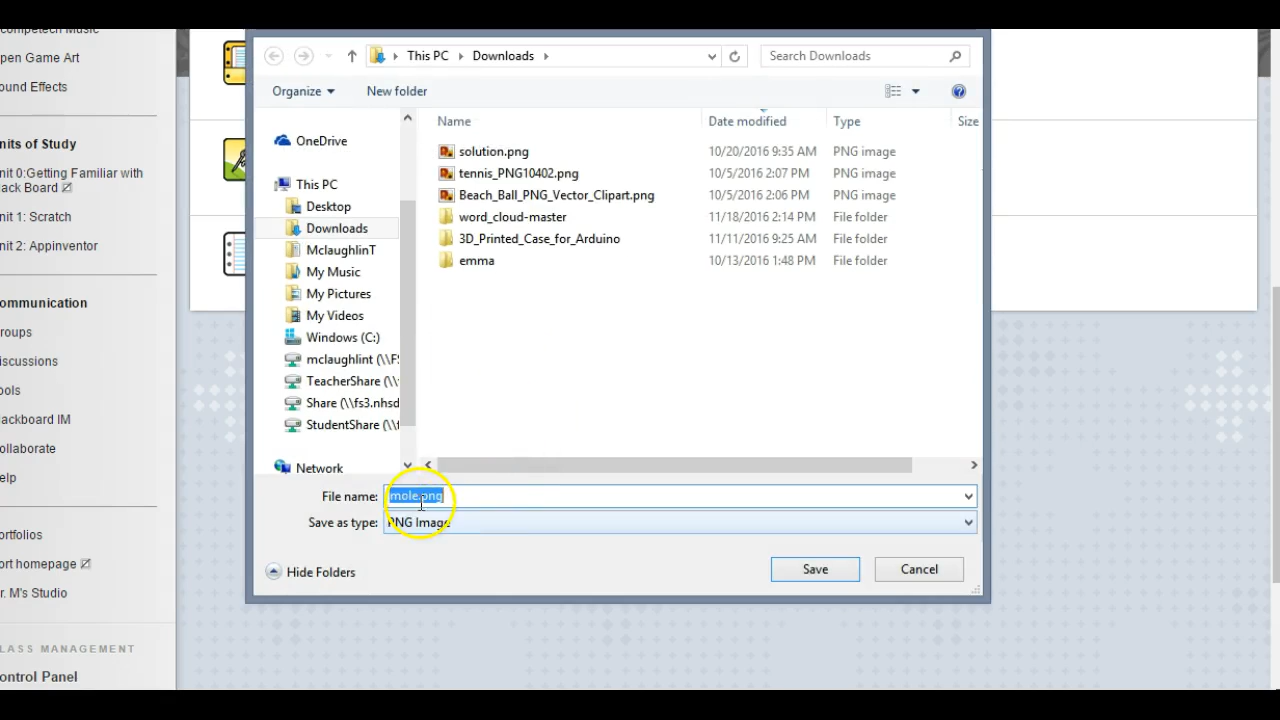 competech Music
pen Game Art
ound Effects
nits of Study
nit 0:Getting Familiar with
ack Board
nit 1: Scratch
nit 2: Appinventor
ommunication
roups
iscussions
ools
lackboard IM
ollaborate
elp
ortfolios
ort homepage
r. M's Studio
LASS MANAGEMENT
ontrol Panel
This PC
Downloads
Search Downloads
Organize
New folder
OneDrive
This PC
Desktop
Downloads
MclaughlinT
My Music
My Pictures
My Videos
Windows (C:)
mclaughlint (\\F
TeacherShare (\\
Share (\\fs3.nhsd
StudentShare (\\
Network
Name Date modified Type Size
solution.png 10/20/2016 9:35 AM PNG image
tennis_PNG10402.png 10/5/2016 2:07 PM PNG image
Beach_Ball_PNG_Vector_Clipart.png 10/5/2016 2:06 PM PNG image
word_cloud-master 11/18/2016 2:14 PM File folder
3D_Printed_Case_for_Arduino 11/11/2016 9:25 AM File folder
emma 10/13/2016 1:48 PM File folder
File name: mole.png
Save as type: PNG Image
Hide Folders
Save
Cancel